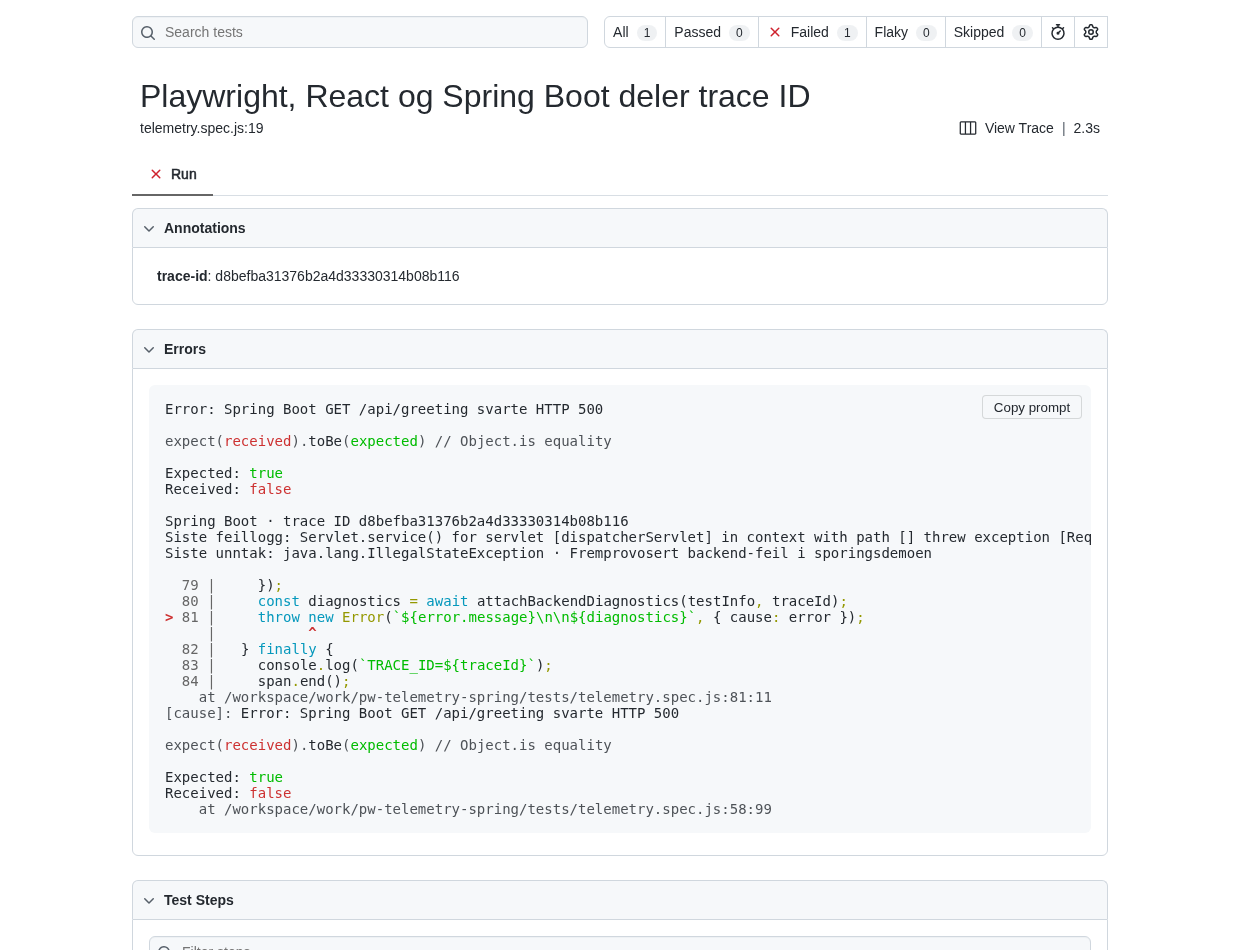 Search tests
All 1 Passed 0 Failed 1 Flaky 0 Skipped 0
Playwright, React og Spring Boot deler trace ID
telemetry.spec.js:19
View Trace | 2.3s
Run
Annotations
trace-id: d8befba31376b2a4d33330314b08b116
Errors
Copy prompt
Error: Spring Boot GET /api/greeting svarte HTTP 500
expect(received).toBe(expected) // Object.is equality
Expected: true
Received: false
Spring Boot · trace ID d8befba31376b2a4d33330314b08b116
Siste feillogg: Servlet.service() for servlet [dispatcherServlet] in context with path [] threw exception [Req
Siste unntak: java.lang.IllegalStateException · Fremprovosert backend-feil i sporingsdemoen
79 |     });
80 |     const diagnostics = await attachBackendDiagnostics(testInfo, traceId);
> 81 |     throw new Error(`${error.message}\n\n${diagnostics}`, { cause: error });
|           ^
82 |   } finally {
83 |     console.log(`TRACE_ID=${traceId}`);
84 |     span.end();
at /workspace/work/pw-telemetry-spring/tests/telemetry.spec.js:81:11
[cause]: Error: Spring Boot GET /api/greeting svarte HTTP 500
expect(received).toBe(expected) // Object.is equality
Expected: true
Received: false
at /workspace/work/pw-telemetry-spring/tests/telemetry.spec.js:58:99
Test Steps
Filter steps